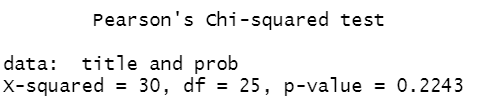 Pearson's Chi-squared test
data:  title and prob
X-squared = 30, df = 25, p-value = 0.2243